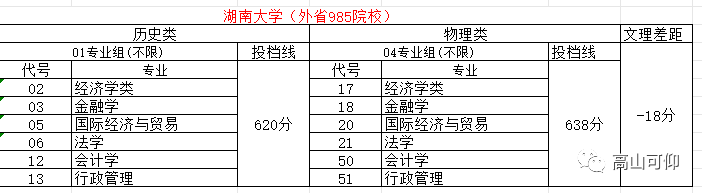 湖南大学（外省985院校）
历史类 物理类 文理差距
01专业组(不限) 投档线 04专业组(不限) 投档线
代号 专业 代号 专业
02 经济学类 17 经济学类
03 金融学 18 金融学
05 国际经济与贸易 620分 20 国际经济与贸易 638分 -18分
06 法学 21 法学
12 会计学 50 会计学
13 行政管理 51 行政管理
高山可仰